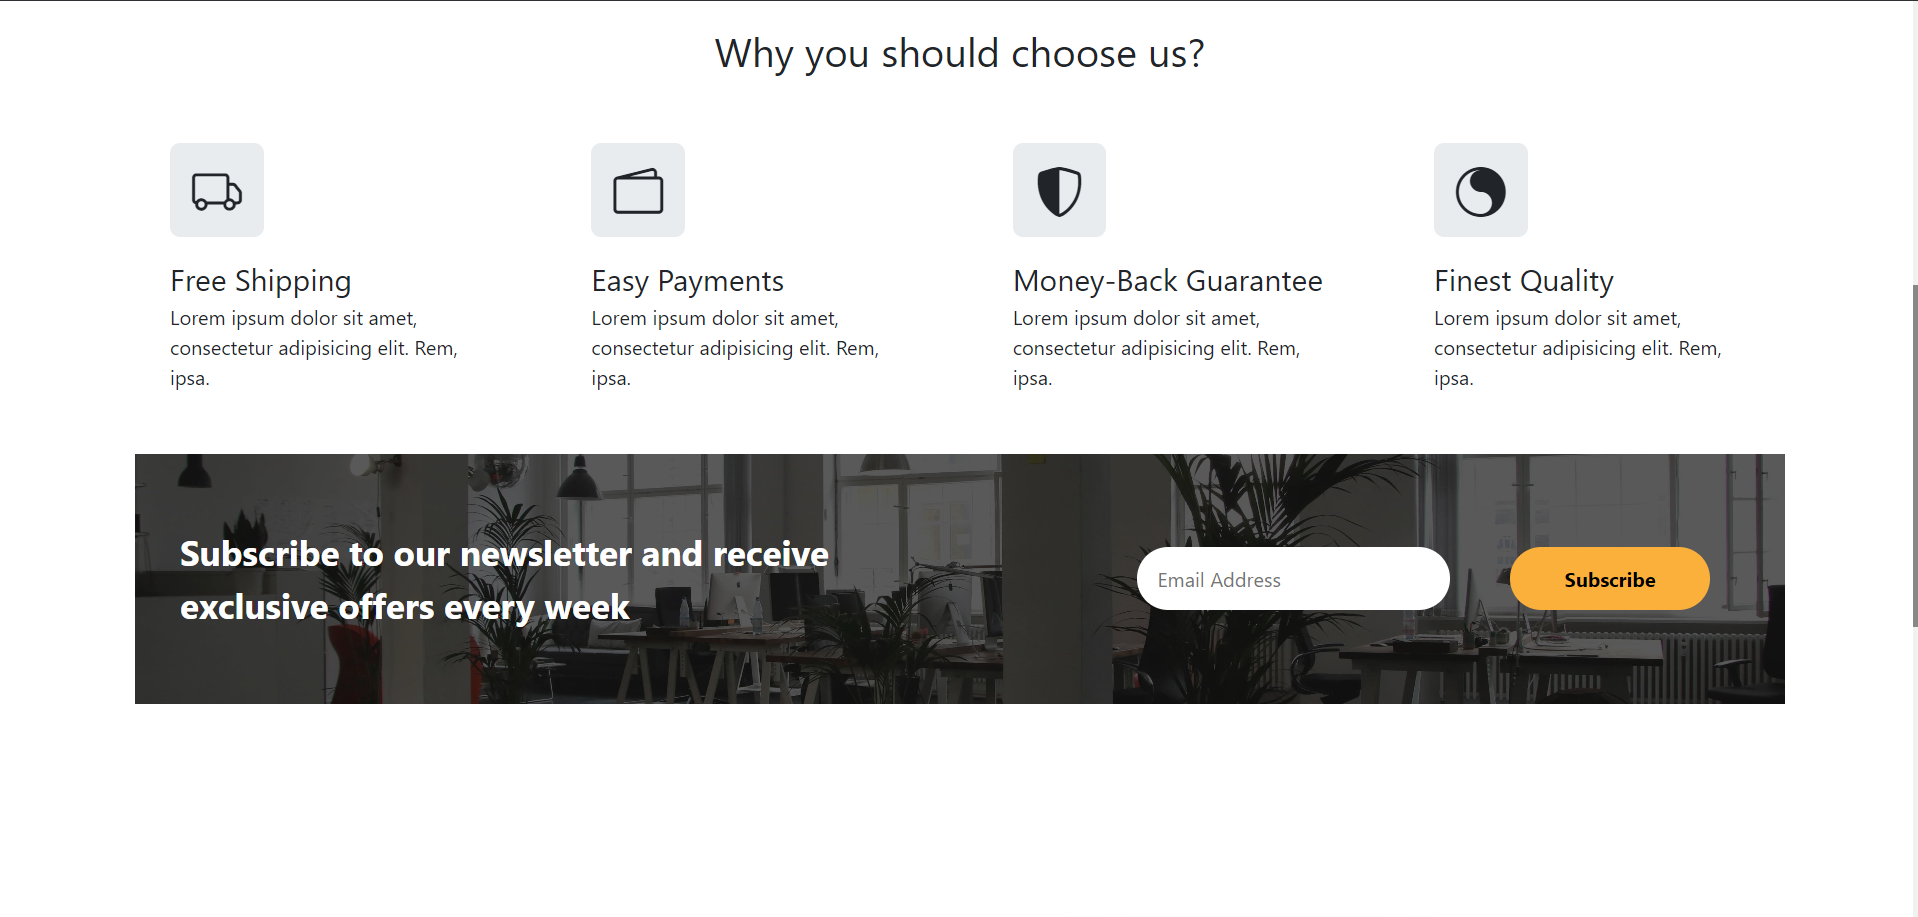 Why you should choose us?
Free Shipping
Lorem ipsum dolor sit amet,
consectetur adipisicing elit. Rem,
ipsa.
Easy Payments
Lorem ipsum dolor sit amet,
consectetur adipisicing elit. Rem,
ipsa.
Money-Back Guarantee
Lorem ipsum dolor sit amet,
consectetur adipisicing elit. Rem,
ipsa.
Finest Quality
Lorem ipsum dolor sit amet,
consectetur adipisicing elit. Rem,
ipsa.
Subscribe to our newsletter and receive
exclusive offers every week
Email Address
Subscribe